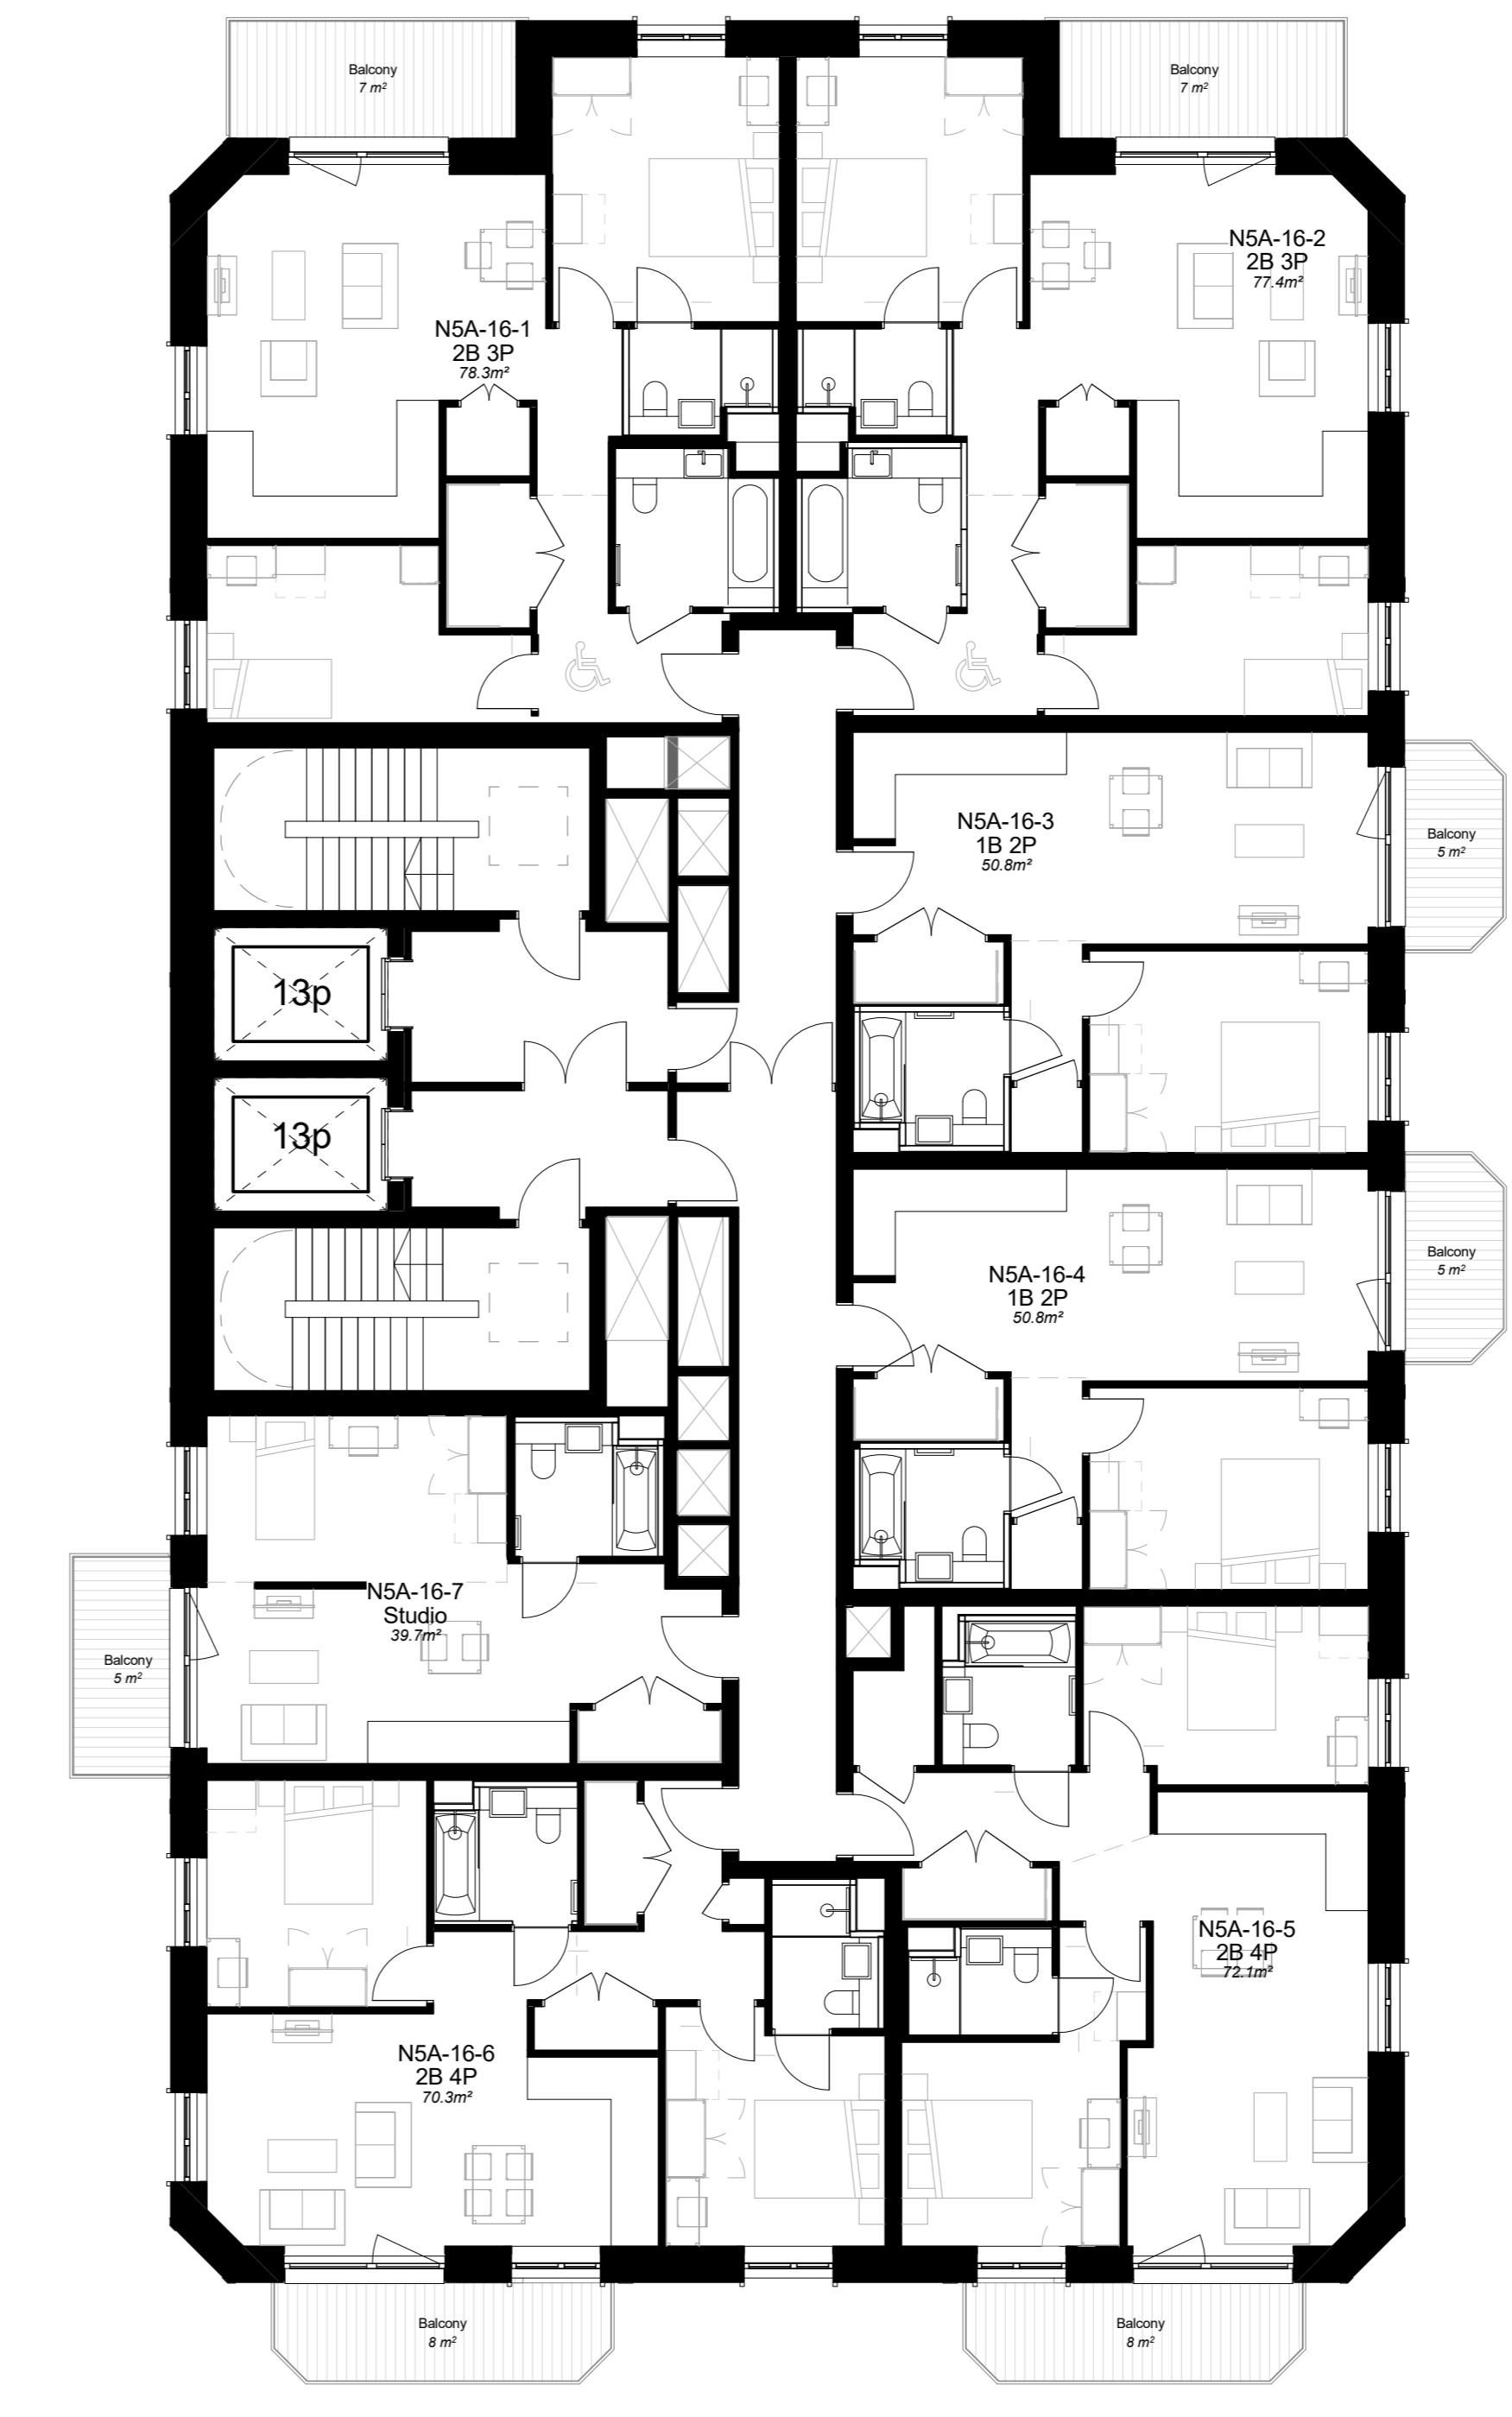 Balcony
7 m²
Balcony
7 m²
N5A-16-2
2B 3P
77.4m²
N5A-16-1
2B 3P
78.3m²
N5A-16-3
1B 2P
50.8m²
Balcony
5 m²
13p
13p
Balcony
5 m²
N5A-16-4
1B 2P
50.8m²
N5A-16-7
Studio
39.7m²
Balcony
5 m²
N5A-16-5
2B 4P
72.1m²
N5A-16-6
2B 4P
70.3m²
Balcony
8 m²
Balcony
8 m²